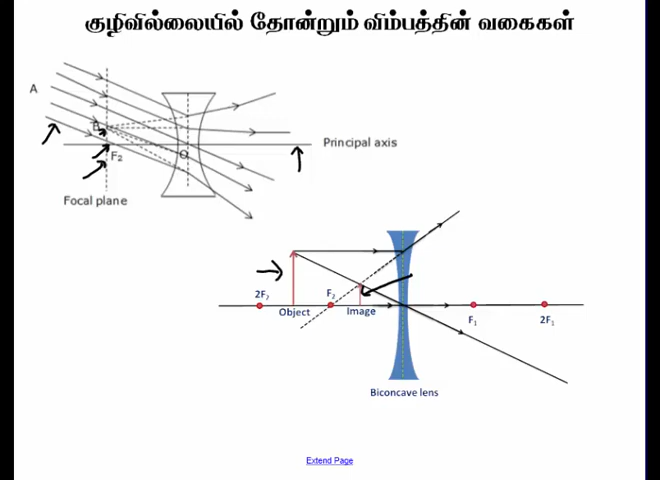 குழிவில்லையில் தோன்றும் விம்பத்தின் வகைகள்
A
Principal axis
F₂
O
Focal plane
2F₂
F₂
Object
Image
F₁
2F₁
Biconcave lens
Extend Page